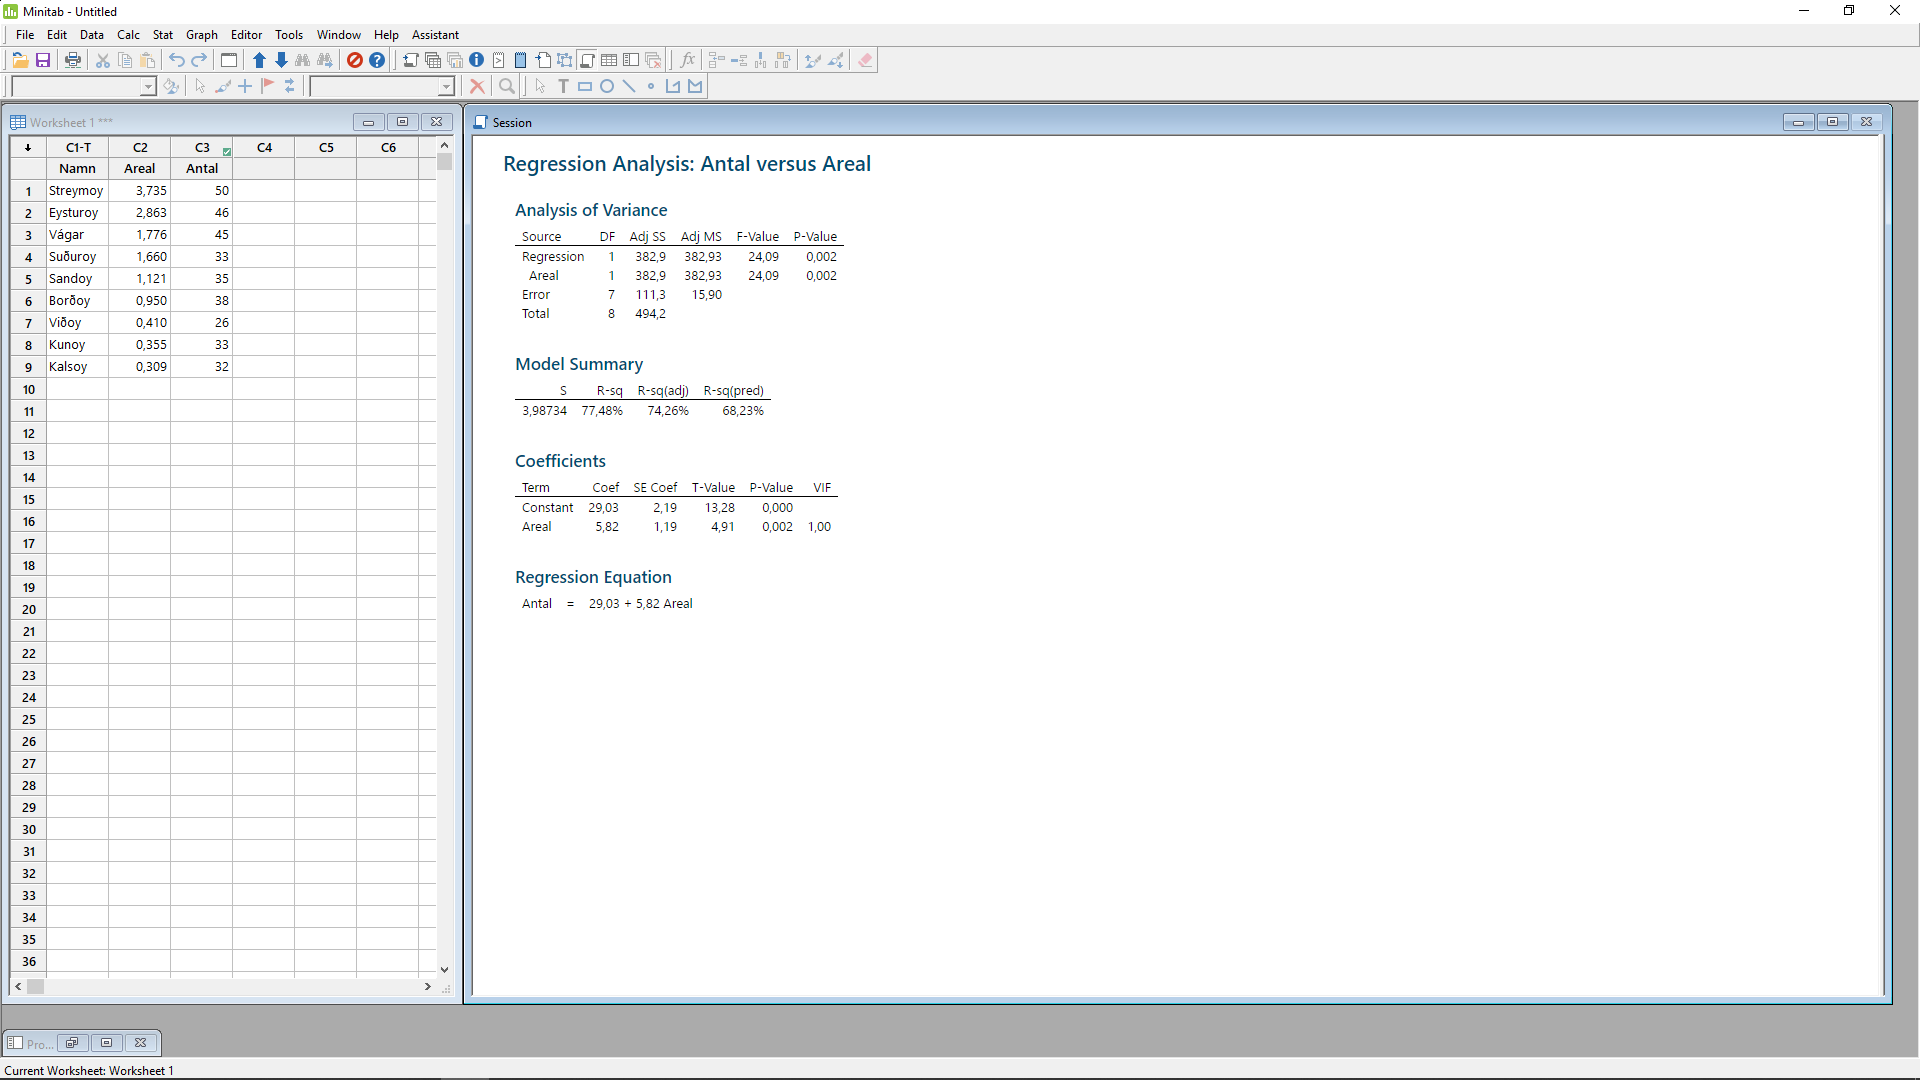 Minitab - Untitled
File Edit Data Calc Stat Graph Editor Tools Window Help Assistant
Worksheet 1 ***
C1-T C2 C3 C4 C5 C6
Namn Areal Antal
1 Streymoy 3,735 50
2 Eysturoy 2,863 46
3 Vágar 1,776 45
4 Suðuroy 1,660 33
5 Sandoy 1,121 35
6 Borðoy 0,950 38
7 Viðoy 0,410 26
8 Kunoy 0,355 33
9 Kalsoy 0,309 32
10
11
12
13
14
15
16
17
18
19
20
21
22
23
24
25
26
27
28
29
30
31
32
33
34
35
36
Session
Regression Analysis: Antal versus Areal
Analysis of Variance
Source DF Adj SS Adj MS F-Value P-Value
Regression 1 382,9 382,93 24,09 0,002
Areal 1 382,9 382,93 24,09 0,002
Error 7 111,3 15,90
Total 8 494,2
Model Summary
S R-sq R-sq(adj) R-sq(pred)
3,98734 77,48% 74,26% 68,23%
Coefficients
Term Coef SE Coef T-Value P-Value VIF
Constant 29,03 2,19 13,28 0,000
Areal 5,82 1,19 4,91 0,002 1,00
Regression Equation
Antal = 29,03 + 5,82 Areal
Pro...
Current Worksheet: Worksheet 1